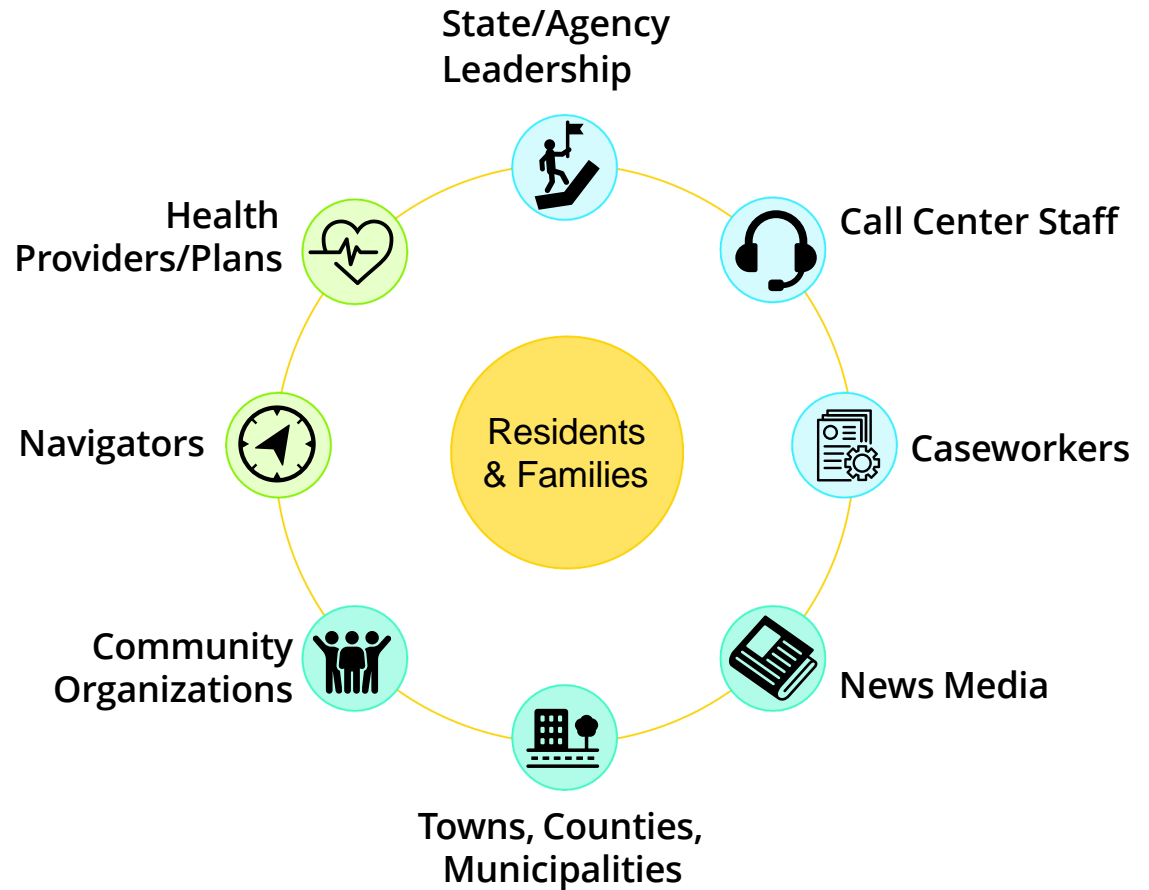 State/Agency
Leadership
Health
Providers/Plans
Call Center Staff
Navigators
Residents
& Families
Caseworkers
Community
Organizations
News Media
Towns, Counties,
Municipalities